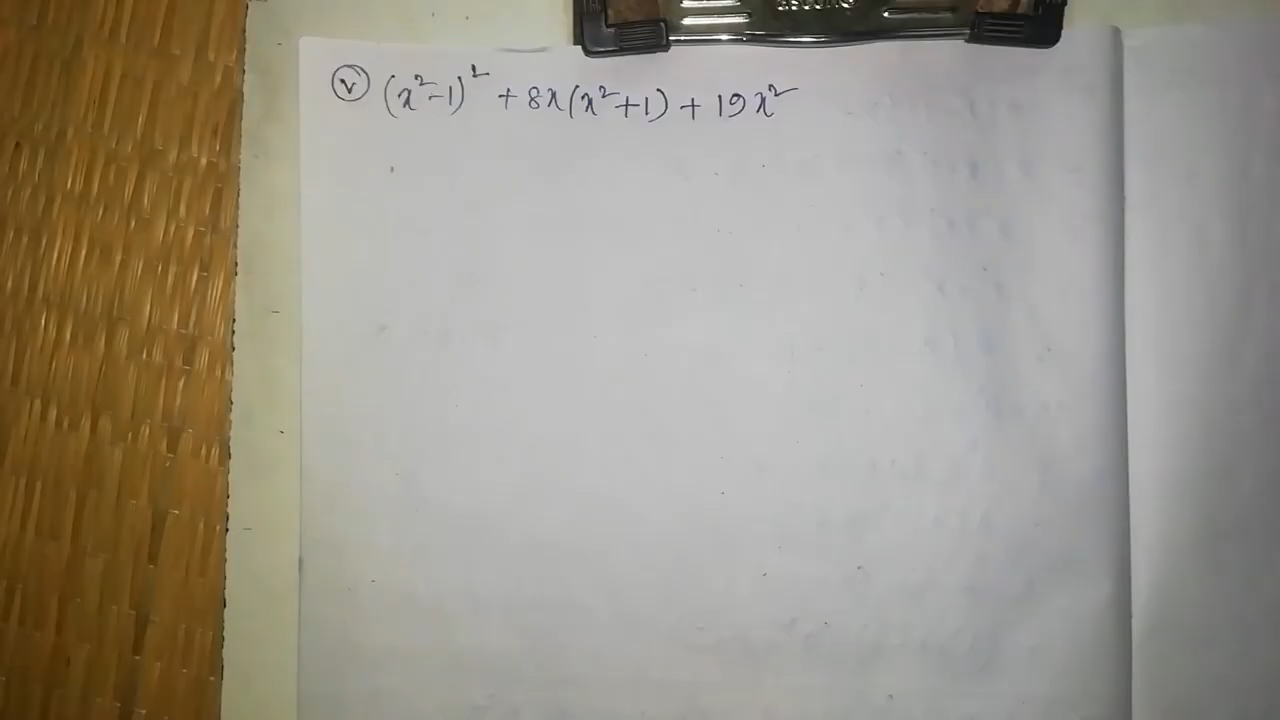 (v) (x²-1)² + 8x(x²+1) + 19x²